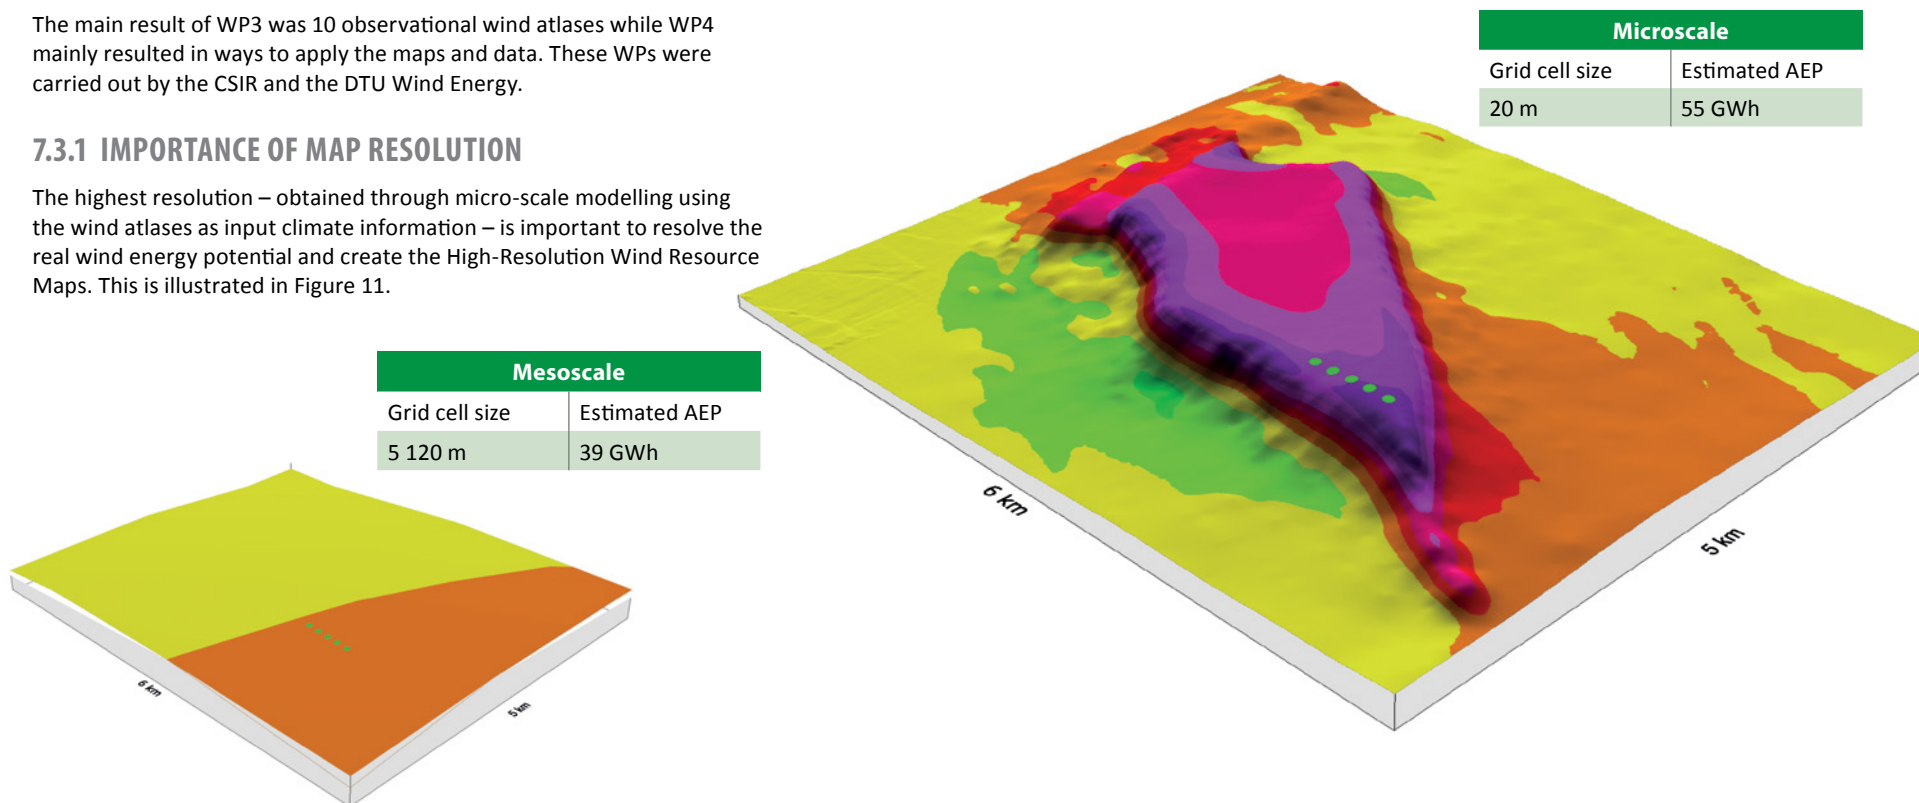 The main result of WP3 was 10 observational wind atlases while WP4
mainly resulted in ways to apply the maps and data. These WPs were
carried out by the CSIR and the DTU Wind Energy.
7.3.1 IMPORTANCE OF MAP RESOLUTION
The highest resolution – obtained through micro-scale modelling using
the wind atlases as input climate information – is important to resolve the
real wind energy potential and create the High-Resolution Wind Resource
Maps. This is illustrated in Figure 11.
Mesoscale
Grid cell size Estimated AEP
5 120 m 39 GWh
6 km
5 km
Microscale
Grid cell size Estimated AEP
20 m 55 GWh
6 km
5 km